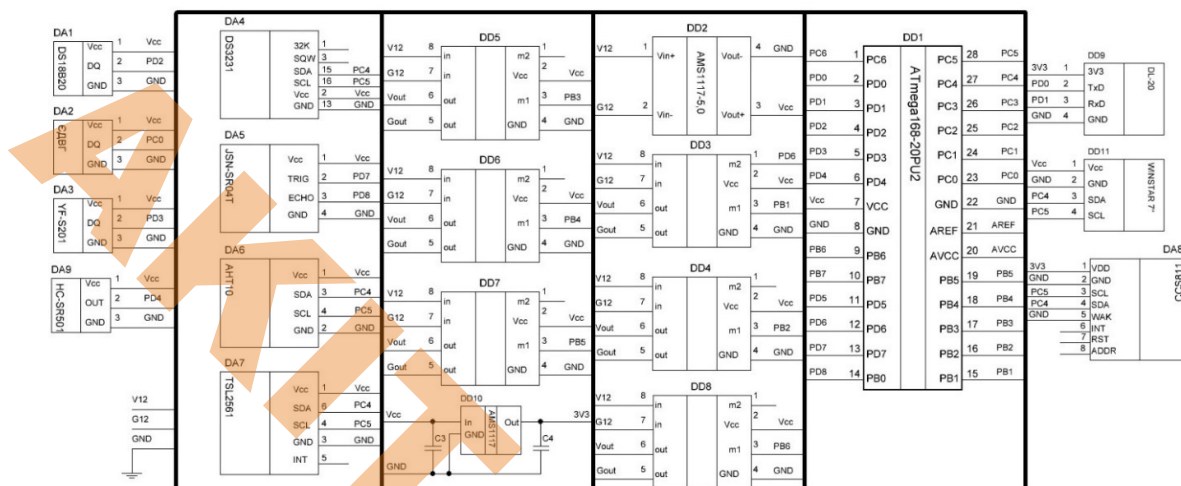 DA1
DS18B20
Vcc 1 Vcc
DQ 2 PD2
GND 3 GND
DA2
ЄДВГ
Vcc 1 Vcc
DQ 2 PC0
GND 3 GND
DA3
YF-S201
Vcc 1 Vcc
DQ 2 PD3
GND 3 GND
DA9
HC-SR501
Vcc 1 Vcc
OUT 2 PD4
GND 3 GND
V12
G12
GND
DA4
DS3231
32K 1
SQW 3
SDA 15 PC4
SCL 16 PC5
Vcc 2 Vcc
GND 13 GND
DA5
JSN-SR04T
Vcc 1 Vcc
TRIG 2 PD7
ECHO 3 PD8
GND 4 GND
DA6
AHT10
Vcc 1 Vcc
SDA 3 PC4
SCL 4 PC5
GND 2 GND
DA7
TSL2561
Vcc 1 Vcc
SDA 6 PC4
SCL 4 PC5
GND 3 GND
INT 5
DD5
V12 8 in m2 1
G12 7 in Vcc 2 Vcc
Vout 6 out m1 3 PB3
Gout 5 out GND 4 GND
DD6
V12 8 in m2 1
G12 7 in Vcc 2 Vcc
Vout 6 out m1 3 PB4
Gout 5 out GND 4 GND
DD7
V12 8 in m2 1
G12 7 in Vcc 2 Vcc
Vout 6 out m1 3 PB5
Gout 5 out GND 4 GND
DD10
AMS1117
Vcc In Out 3V3
GND
C3 C4
GND
DD2
AMS1117-5,0
V12 1 Vin+ Vout- 4 GND
G12 2 Vin- Vout+ 3 Vcc
DD3
V12 8 in m2 1 PD6
G12 7 in Vcc 2 Vcc
Vout 6 out m1 3 PB1
Gout 5 out GND 4 GND
DD4
V12 8 in m2 1
G12 7 in Vcc 2 Vcc
Vout 6 out m1 3 PB2
Gout 5 out GND 4 GND
DD8
V12 8 in m2 1
G12 7 in Vcc 2 Vcc
Vout 6 out m1 3 PB6
Gout 5 out GND 4 GND
DD1
ATmega168-20PU2
PC6 1 PC6 PC5 28 PC5
PD0 2 PD0 PC4 27 PC4
PD1 3 PD1 PC3 26 PC3
PD2 4 PD2 PC2 25 PC2
PD3 5 PD3 PC1 24 PC1
PD4 6 PD4 PC0 23 PC0
Vcc 7 VCC GND 22 GND
GND 8 GND AREF 21 AREF
PB6 9 PB6 AVCC 20 AVCC
PB7 10 PB7 PB5 19 PB5
PD5 11 PD5 PB4 18 PB4
PD6 12 PD6 PB3 17 PB3
PD7 13 PD7 PB2 16 PB2
PD8 14 PB0 PB1 15 PB1
DD9
DL-20
3V3 1 3V3
PD0 2 TxD
PD1 3 RxD
GND 4 GND
DD11
WINSTAR 7"
Vcc 1 Vcc
GND 2 GND
PC4 3 SDA
PC5 4 SCL
DA8
CCS811
3V3 1 VDD
GND 2 GND
PC5 3 SCL
PC4 4 SDA
GND 5 WAK
6 INT
7 RST
8 ADDR